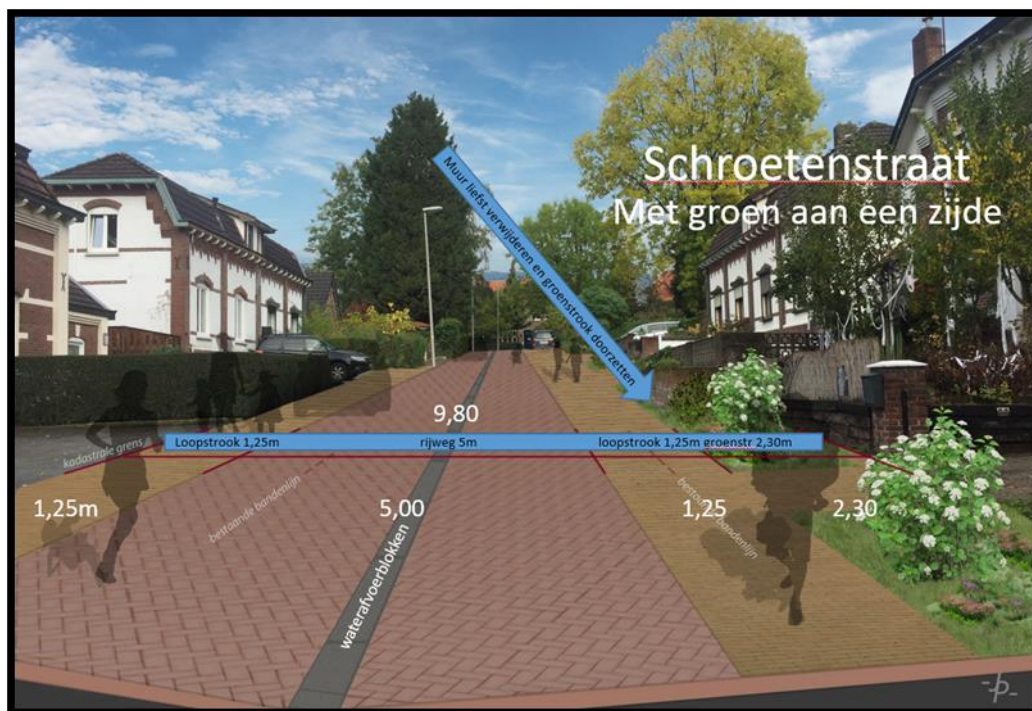 Schroetenstraat
Met groen aan een zijde
Muur liefst verwijderen en groenstrook doorzetten
9,80
Loopstrook 1,25m
rijweg 5m
loopstrook 1,25m groenstr 2,30m
kadastrale grens
1,25m
bestaande bandenlijn
5,00
1,25
bestaande bandenlijn
2,30
waterafvoerblokken
-p-